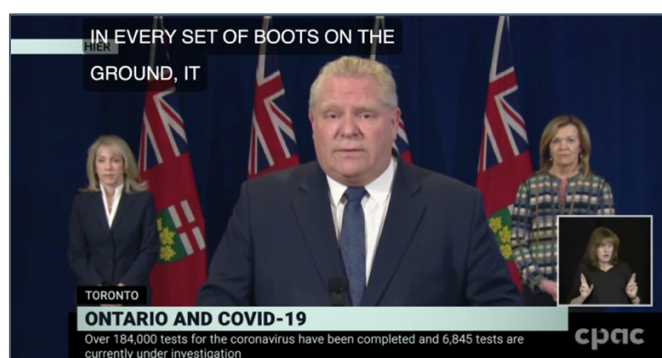 IN EVERY SET OF BOOTS ON THE
HIER
GROUND, IT
TORONTO
ONTARIO AND COVID-19
Over 184,000 tests for the coronavirus have been completed and 6,845 tests are
currently under investigation
cpac